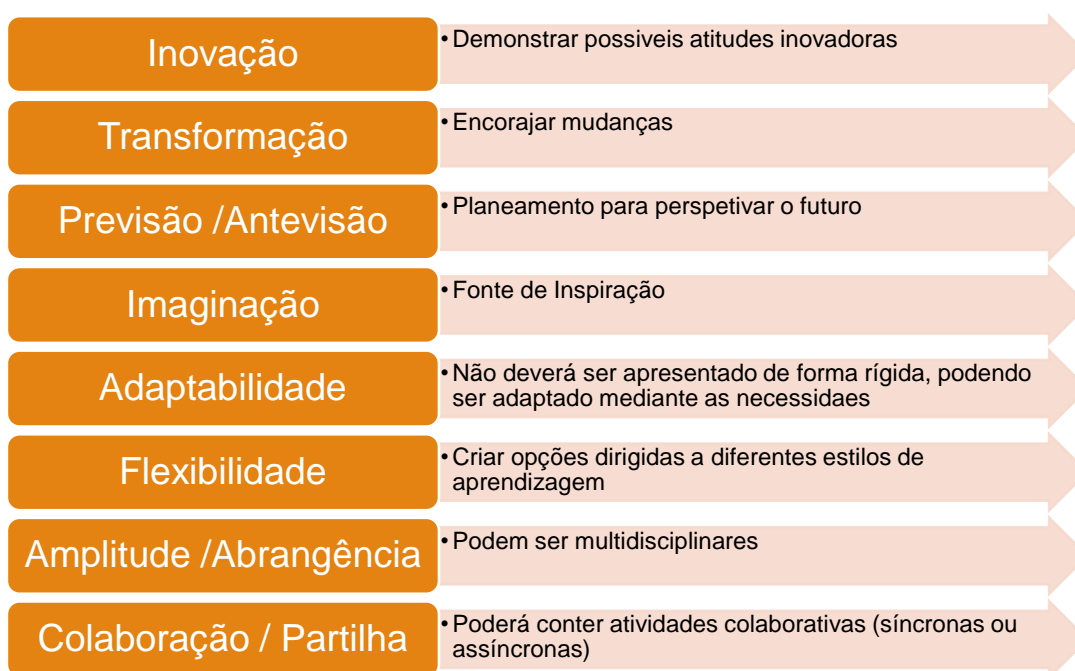 Inovação
• Demonstrar possiveis atitudes inovadoras
Transformação
• Encorajar mudanças
Previsão /Antevisão
• Planeamento para perspetivar o futuro
Imaginação
• Fonte de Inspiração
Adaptabilidade
• Não deverá ser apresentado de forma rígida, podendo
ser adaptado mediante as necessidaes
Flexibilidade
• Criar opções dirigidas a diferentes estilos de
aprendizagem
Amplitude /Abrangência
• Podem ser multidisciplinares
Colaboração / Partilha
• Poderá conter atividades colaborativas (síncronas ou
assíncronas)